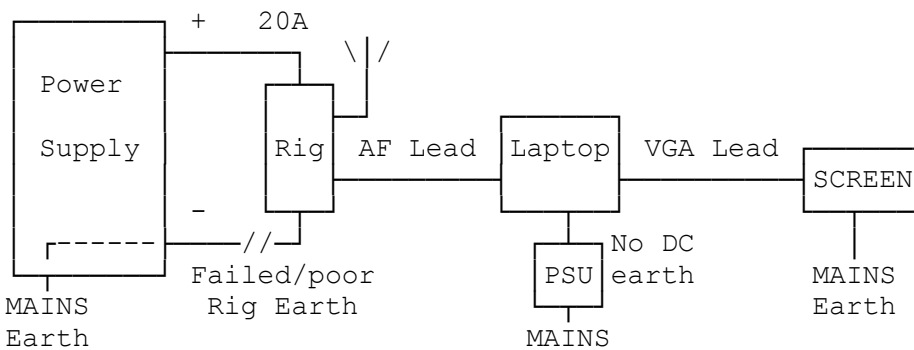 + 20A
\ /
Power
Supply Rig AF Lead Laptop VGA Lead SCREEN
-
//
No DC
Failed/poor PSU earth MAINS
MAINS Rig Earth Earth
Earth MAINS